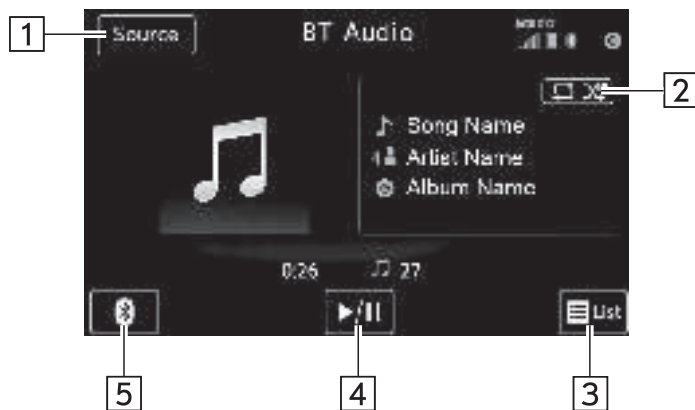 1
Source
BT Audio
2
Song Name
Artist Name
Album Name
0:26
27
List
5
4
3